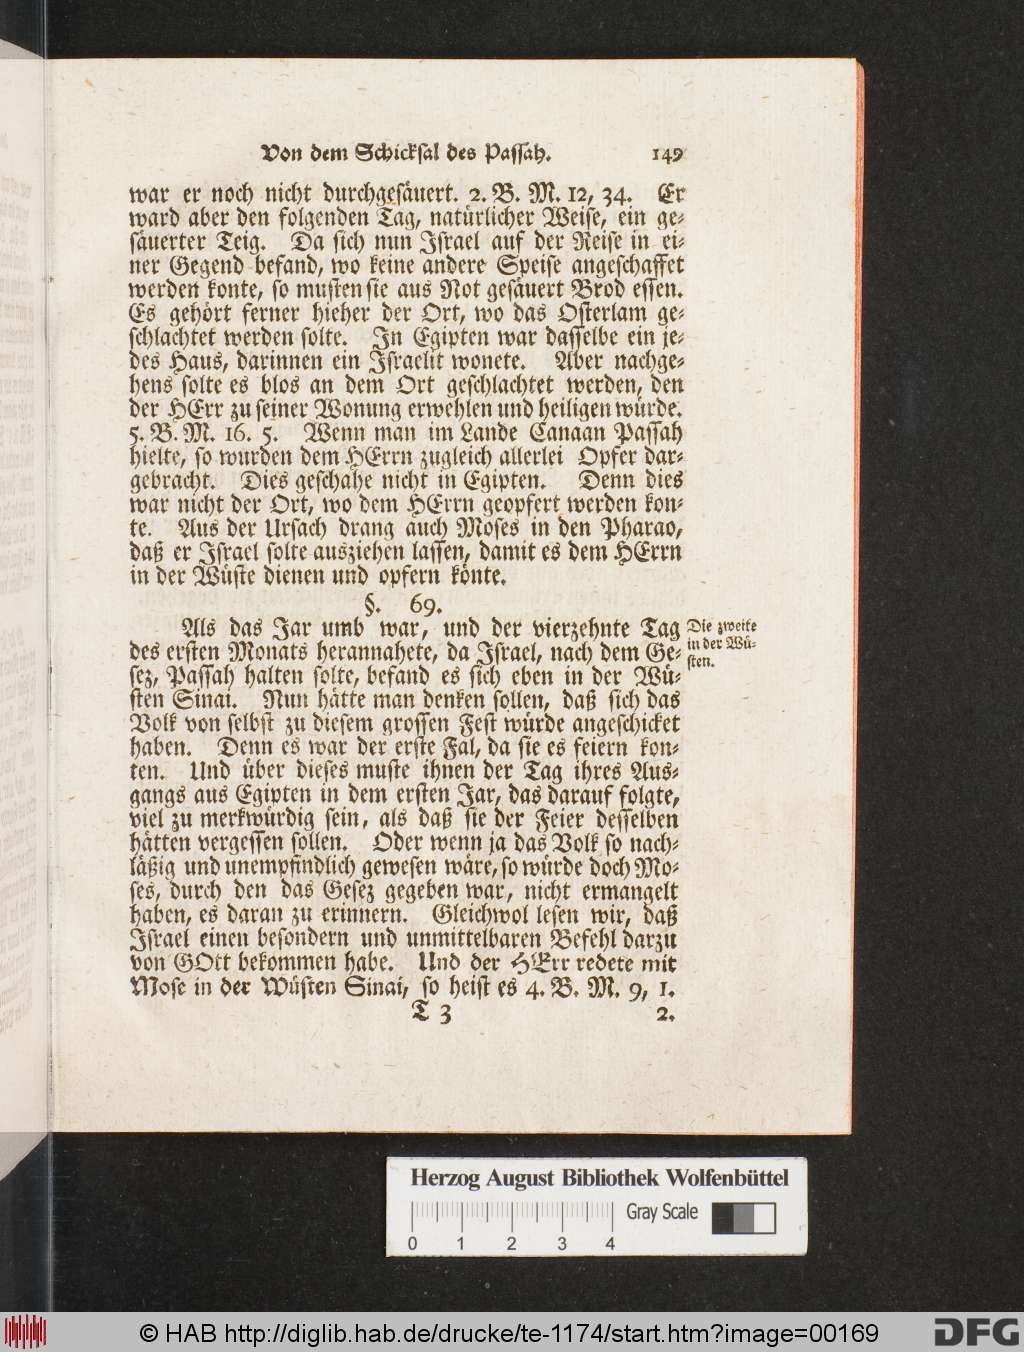 Von dem Schicksal des Passah. 149
war er noch nicht durchgesäuert. 2. B. M. 12, 34. Er
ward aber den folgenden Tag, natürlicher Weise, ein ge-
säuerter Teig. Da sich nun Israel auf der Reise in ei-
ner Gegend befand, wo keine andere Speise angeschaffet
werden konte, so musten sie aus Not gesäuert Brod essen.
Es gehört ferner hieher der Ort, wo das Osterlam ge-
schlachtet werden solte. In Egipten war dasselbe ein je-
des Haus, darinnen ein Israelit wonete. Aber nachge-
hens solte es blos an dem Ort geschlachtet werden, den
der HErr zu seiner Wonung erwehlen und heiligen würde.
5. B. M. 16. 5. Wenn man im Lande Canaan Passah
hielte, so wurden dem HErrn zugleich allerlei Opfer dar-
gebracht. Dies geschahe nicht in Egipten. Denn dies
war nicht der Ort, wo dem HErrn geopfert werden kon-
te. Aus der Ursach drang auch Moses in den Pharao,
daß er Israel solte ausziehen lassen, damit es dem HErrn
in der Wüste dienen und opfern könte.
§. 69.
Als das Jar umb war, und der vierzehnte Tag
des ersten Monats herannahete, da Israel, nach dem Ge-
sez, Passah halten solte, befand es sich eben in der Wü-
sten Sinai. Nun hätte man denken sollen, daß sich das
Volk von selbst zu diesem grossen Fest würde angeschicket
haben. Denn es war der erste Fal, da sie es feiern kon-
ten. Und über dieses muste ihnen der Tag ihres Aus-
gangs aus Egipten in dem ersten Jar, das darauf folgte,
viel zu merkwürdig sein, als daß sie der Feier desselben
hätten vergessen sollen. Oder wenn ja das Volk so nach-
läßig und unempfindlich gewesen wäre, so würde doch Mo-
ses, durch den das Gesez gegeben war, nicht ermangelt
haben, es daran zu erinnern. Gleichwol lesen wir, daß
Israel einen besondern und unmittelbaren Befehl darzu
von GOtt bekommen habe. Und der HErr redete mit
Mose in der Wüsten Sinai, so heist es 4. B. M. 9, 1.
T 3 2.
Die zweite
in der Wü-
sten.
Herzog August Bibliothek Wolfenbüttel
Gray Scale
0 1 2 3 4
© HAB http://diglib.hab.de/drucke/te-1174/start.htm?image=00169
DFG